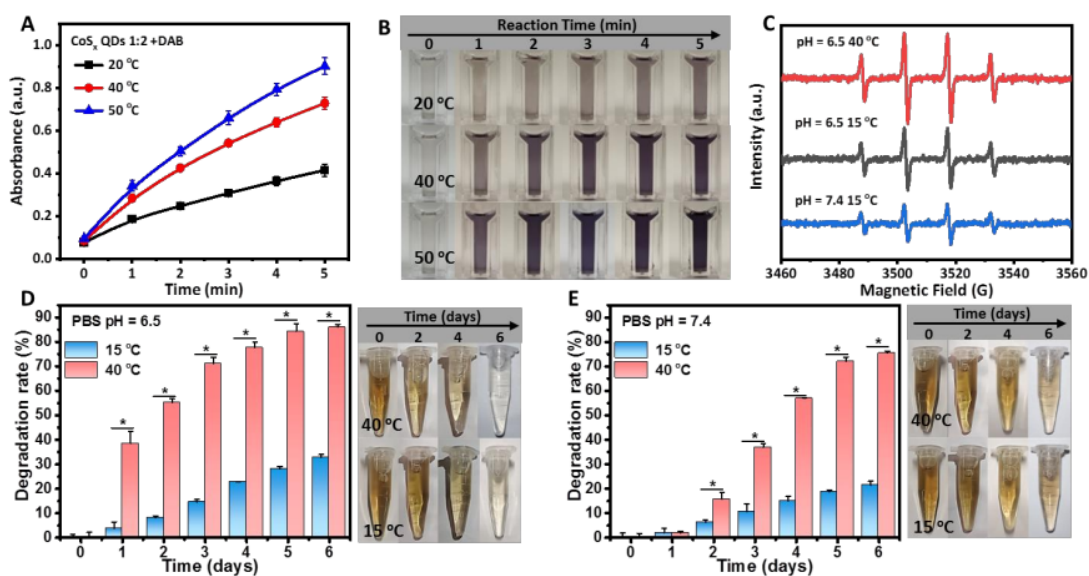 A
CoSₓ QDs 1:2 +DAB
20 °C
40 °C
50 °C
Absorbance (a.u.)
1.0
0.8
0.6
0.4
0.2
0.0
0 1 2 3 4 5
Time (min)
B
Reaction Time (min)
0 1 2 3 4 5
20 °C
40 °C
50 °C
C
pH = 6.5 40 °C
pH = 6.5 15 °C
pH = 7.4 15 °C
Intensity (a.u.)
3460 3480 3500 3520 3540 3560
Magnetic Field (G)
D
PBS pH = 6.5
15 °C
40 °C
Degradation rate (%)
90
80
70
60
50
40
30
20
10
0
* * * * * *
0 1 2 3 4 5 6
Time (days)
Time (days)
0 2 4 6
40 °C
15 °C
E
PBS pH = 7.4
15 °C
40 °C
Degradation rate (%)
90
80
70
60
50
40
30
20
10
0
* * * * *
0 1 2 3 4 5 6
Time (days)
Time (days)
0 2 4 6
40 °C
15 °C